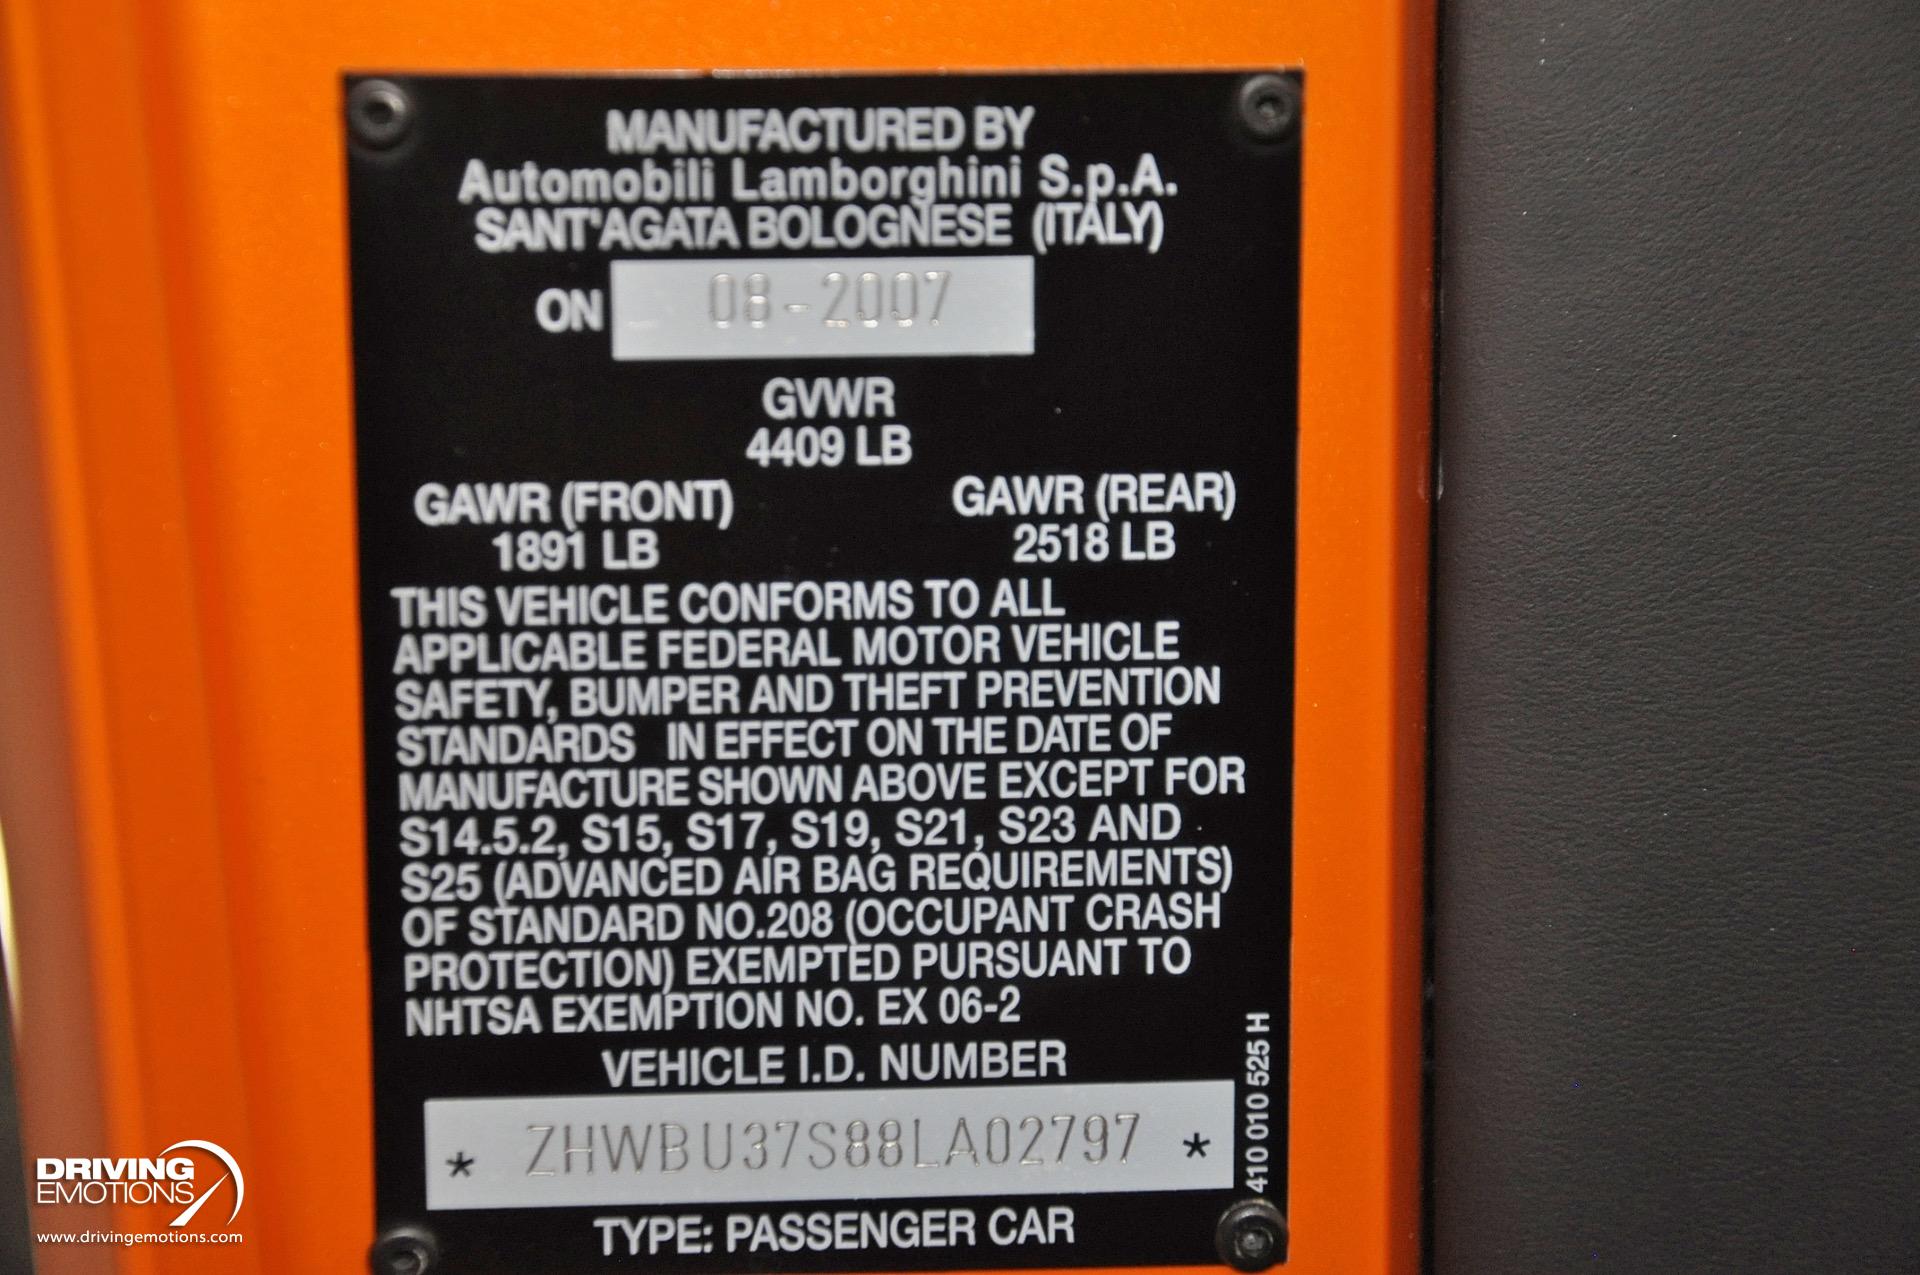 MANUFACTURED BY
Automobili Lamborghini S.p.A.
SANT'AGATA BOLOGNESE (ITALY)
ON 08-2007
GVWR
4409 LB
GAWR (FRONT) GAWR (REAR)
1891 LB 2518 LB
THIS VEHICLE CONFORMS TO ALL
APPLICABLE FEDERAL MOTOR VEHICLE
SAFETY, BUMPER AND THEFT PREVENTION
STANDARDS IN EFFECT ON THE DATE OF
MANUFACTURE SHOWN ABOVE EXCEPT FOR
S14.5.2, S15, S17, S19, S21, S23 AND
S25 (ADVANCED AIR BAG REQUIREMENTS)
OF STANDARD NO.208 (OCCUPANT CRASH
PROTECTION) EXEMPTED PURSUANT TO
NHTSA EXEMPTION NO. EX 06-2
VEHICLE I.D. NUMBER
* ZHWBU37S88LA02797 *
TYPE: PASSENGER CAR
410 010 525 H
DRIVING
EMOTIONS
www.drivingemotions.com